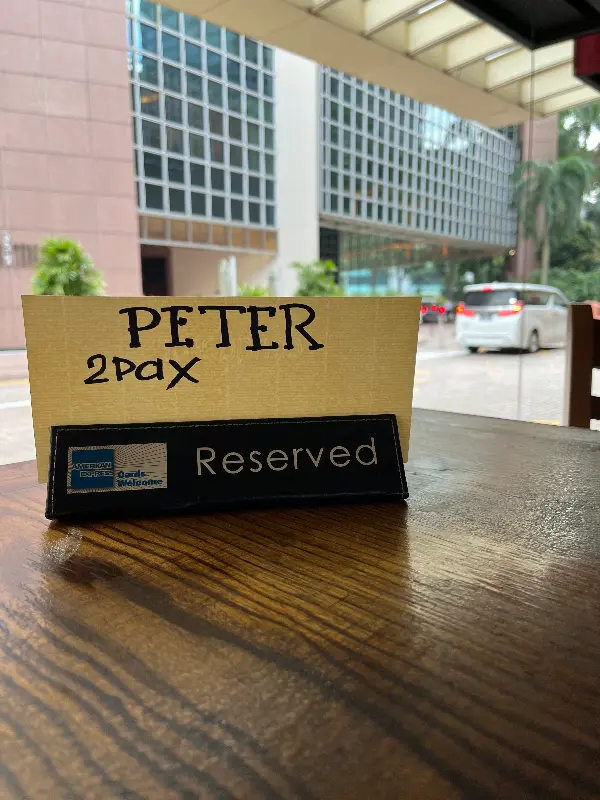 PETER
2pax
AMERICAN
EXPRESS
Cards
Welcome
Reserved